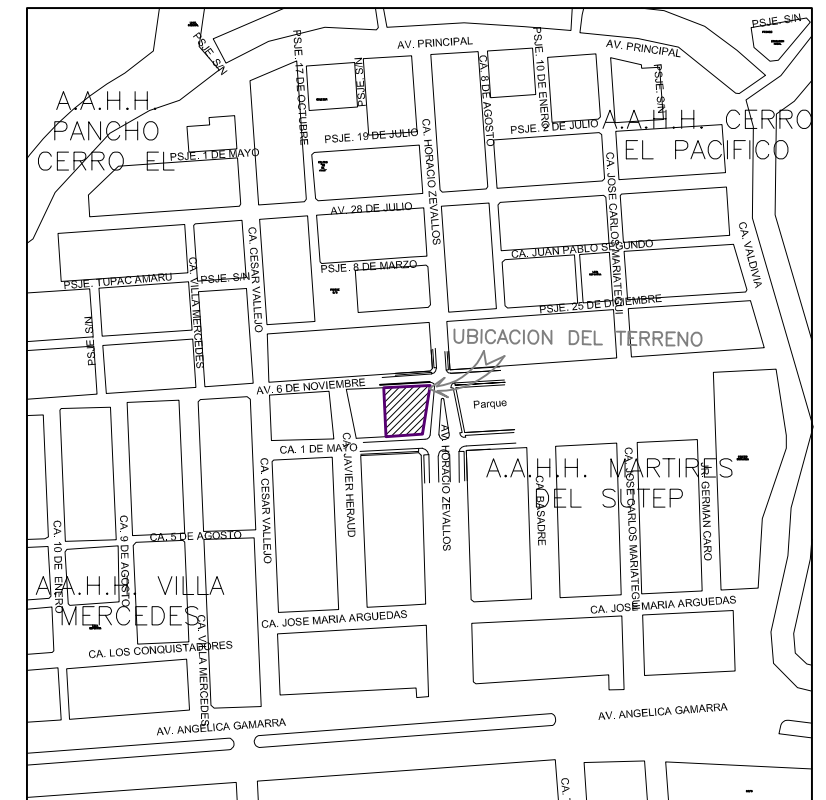 PSJE. S/N
AV. PRINCIPAL
AV. PRINCIPAL
PSJE. S/N
PSJE. 17 DE OCTUBRE
PSJE. S/N
CA. 8 DE AGOSTO
PSJE. 10 DE ENERO
PSJE. S/N
A.A.H.H.
PANCHO
CERRO EL
PSJE. 1 DE MAYO
PSJE. 19 DE JULIO
CA. HORACIO ZEVALLOS
PSJE. 2 DE JULIO
A.A.H.H. CERRO
EL PACIFICO
CA. JOSE CARLOS MARIATEGUI
AV. 28 DE JULIO
CA. CESAR VALLEJO
CA. JUAN PABLO SEGUNDO
CA. VALDIVIA
CA. VILLA MERCEDES
PSJE. 8 DE MARZO
PSJE. TUPAC AMARU
PSJE. S/N
PSJE. 25 DE DICIEMBRE
PSJE. S/N
UBICACION DEL TERRENO
AV. 6 DE NOVIEMBRE
Parque
CA. 1 DE MAYO
CA. JAVIER HERAUD
AV. HORACIO ZEVALLOS
A.A.H.H. MARTIRES
DEL SUTEP
CA. CESAR VALLEJO
CA. BASADRE
CA. JOSE CARLOS MARIATEGUI
JR. GERMAN CARO
CA. 10 DE ENERO
CA. 9 DE AGOSTO
CA. 5 DE AGOSTO
A.A.H.H. VILLA
MERCEDES
CA. JOSE MARIA ARGUEDAS
CA. JOSE MARIA ARGUEDAS
CA. VILLA MERCEDES
CA. LOS CONQUISTADORES
AV. ANGELICA GAMARRA
AV. ANGELICA GAMARRA
CA.